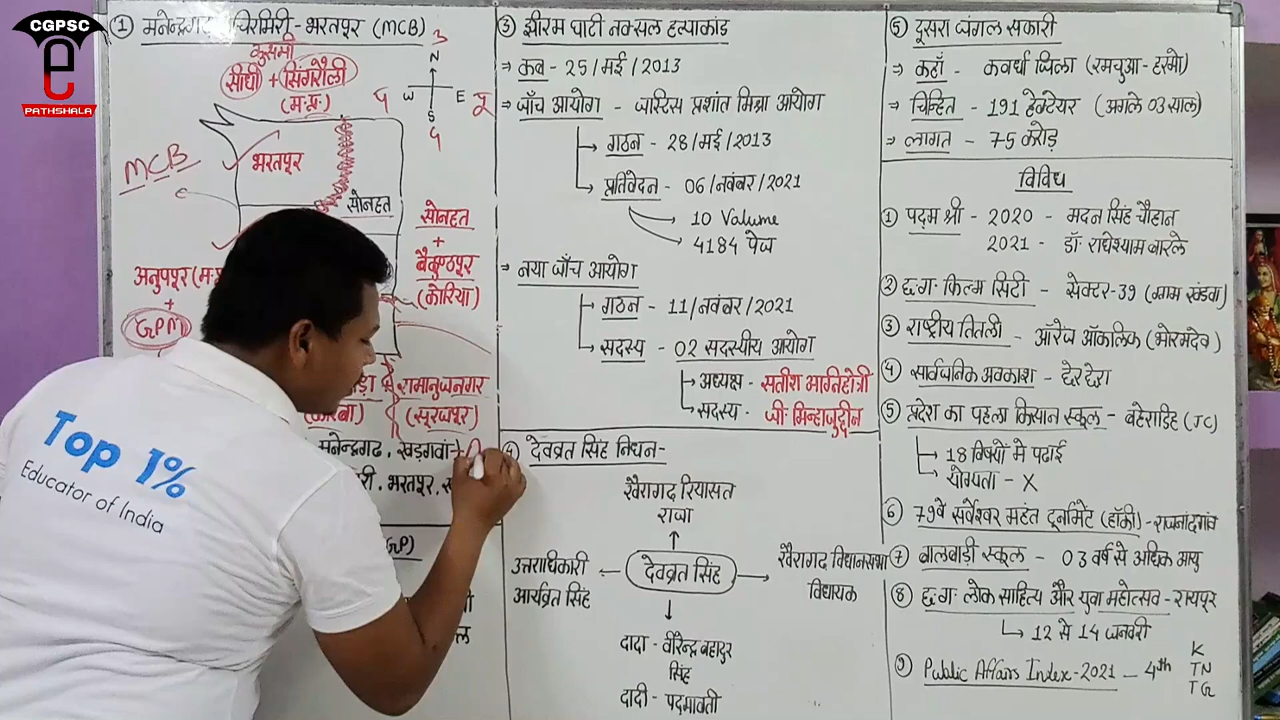 CGPSC
e
PATHSHALA
① मनेन्द्रगढ़ चिरमिरी - भरतपुर (MCB)
कुसमी
सीधी + सिंगरौली
(म.प्र.)
N
W E
S
MCB
भरतपुर
सोनहत
सोनहत
+
बैकुण्ठपुर
(कोरिया)
अनुपपुर (म.प्र
+
GPM
रामानुजनगर
(सूरजपुर)
मनेन्द्रगढ़, खड़गवां
री, भरतपुर,
GP)
Top 1%
Educator of India
③ झीरम घाटी नक्सल हत्याकांड
⇒ कब - 25/मई/2013
⇒ जाँच आयोग - जास्टिस प्रशांत मिश्रा आयोग
गठन - 28/मई/2013
प्रतिवेदन - 06/नवंबर/2021
10 Volume
4184 पेज
⇒ नया जाँच आयोग
गठन - 11/नवंबर/2021
सदस्य - 02 सदस्यीय आयोग
अध्यक्ष - सतीश अग्निहोत्री
सदस्य - जी. मिन्हाजुद्दीन
④ देवव्रत सिंह निधन-
खैरागढ़ रियासत
राजा
उत्तराधिकारी
आर्यव्रत सिंह
देवव्रत सिंह
खैरागढ़ विधानसभा
विधायक
दादा - वीरेन्द्र बहादुर
सिंह
दादी - पदमावती
⑤ दूसरा जंगल सफारी
⇒ कहाँ - कवर्धा जिला (रमचुआ-हरमो)
⇒ चिन्हित - 191 हेक्टेयर (अगले 03 साल)
⇒ लागत - 75 करोड़
विविध
① पद्म श्री - 2020 - मदन सिंह चौहान
2021 - डॉ राधेश्याम बारले
② छ.ग. फिल्म सिटी - सेक्टर-39 (ग्राम खंडवा)
③ राष्ट्रीय तितली - ऑरेंज ऑकलिफ (भोरमदेव)
④ सार्वजनिक अवकाश - छेर छेरा
⑤ प्रदेश का पहला किसान स्कूल - बहेराडिह (JC)
18 विषयों में पढ़ाई
योग्यता - X
⑥ 79वे सर्वेश्वर महंत टूर्नामेंट (हॉकी) - राजनांदगांव
⑦ बालबाड़ी स्कूल - 03 वर्ष से अधिक आयु
⑧ छ.ग. लोक साहित्य और युवा महोत्सव - रायपुर
12 से 14 जनवरी
⑨ Public Affairs Index-2021 - 4th
K
TN
TG